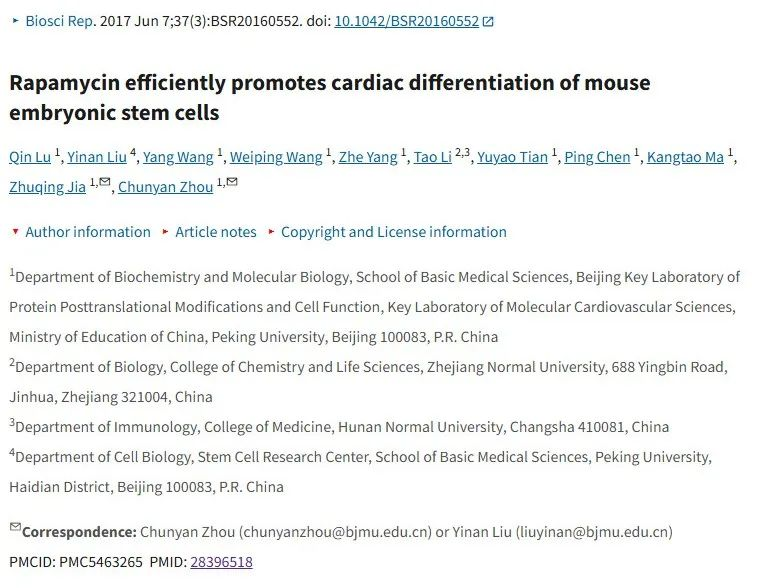 Biosci Rep. 2017 Jun 7;37(3):BSR20160552. doi: 10.1042/BSR20160552
Rapamycin efficiently promotes cardiac differentiation of mouse
embryonic stem cells
Qin Lu 1, Yinan Liu 4, Yang Wang 1, Weiping Wang 1, Zhe Yang 1, Tao Li 2,3, Yuyao Tian 1, Ping Chen 1, Kangtao Ma 1,
Zhuqing Jia 1,✉, Chunyan Zhou 1,✉
Author information Article notes Copyright and License information
1Department of Biochemistry and Molecular Biology, School of Basic Medical Sciences, Beijing Key Laboratory of
Protein Posttranslational Modifications and Cell Function, Key Laboratory of Molecular Cardiovascular Sciences,
Ministry of Education of China, Peking University, Beijing 100083, P.R. China
2Department of Biology, College of Chemistry and Life Sciences, Zhejiang Normal University, 688 Yingbin Road,
Jinhua, Zhejiang 321004, China
3Department of Immunology, College of Medicine, Hunan Normal University, Changsha 410081, China
4Department of Cell Biology, Stem Cell Research Center, School of Basic Medical Sciences, Peking University,
Haidian District, Beijing 100083, P.R. China
✉Correspondence: Chunyan Zhou (chunyanzhou@bjmu.edu.cn) or Yinan Liu (liuyinan@bjmu.edu.cn)
PMCID: PMC5463265 PMID: 28396518